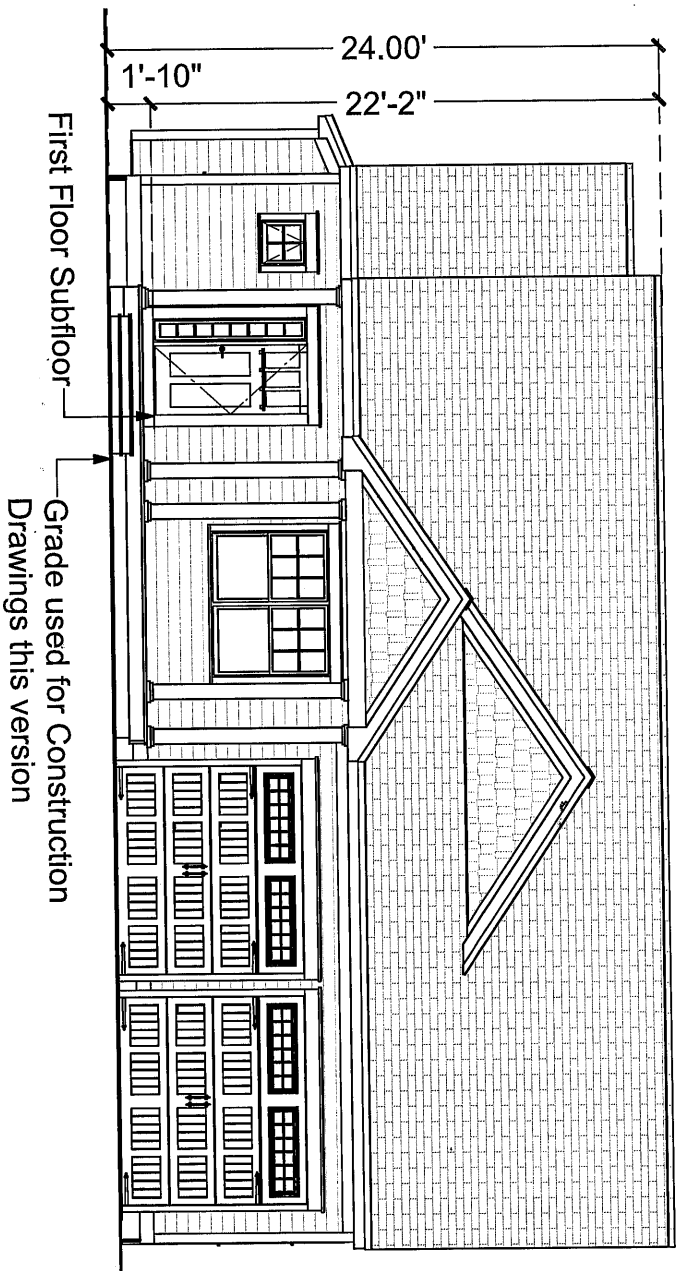 24.00'
1'-10"
22'-2"
First Floor Subfloor
Grade used for Construction
Drawings this version